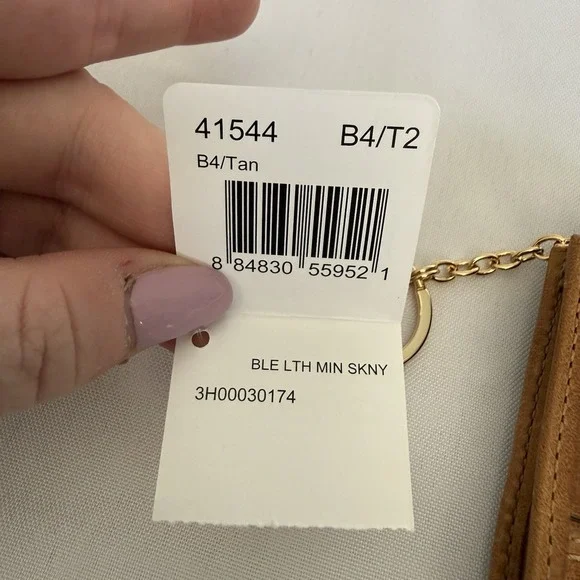 41544 B4/T2
B4/Tan
8 84830 55952 1
BLE LTH MIN SKNY
3H00030174